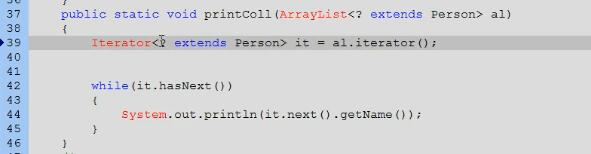 37 public static void printColl(ArrayList<? extends Person> al)
38 {
39 Iterator<? extends Person> it = al.iterator();
40
41
42 while(it.hasNext())
43 {
44 System.out.println(it.next().getName());
45 }
46 }